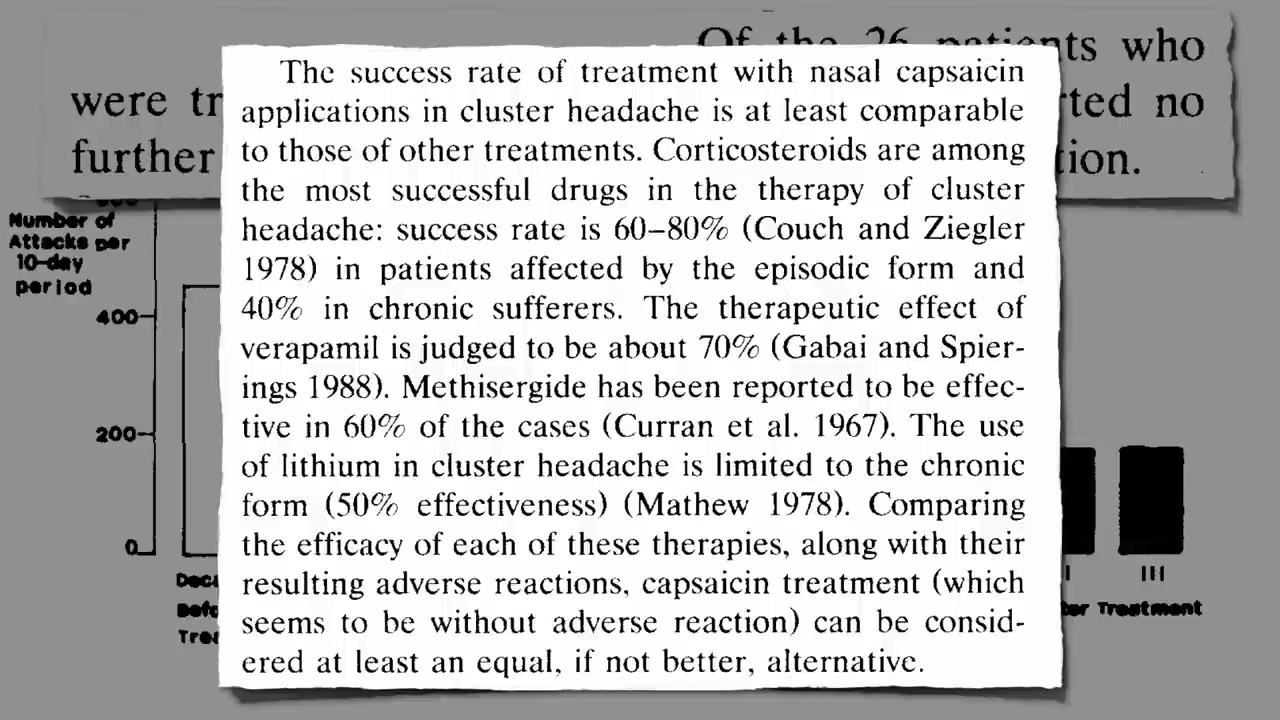 Of the 26 patients who
were tr rted no
further tion.
The success rate of treatment with nasal capsaicin
applications in cluster headache is at least comparable
to those of other treatments. Corticosteroids are among
the most successful drugs in the therapy of cluster
headache: success rate is 60–80% (Couch and Ziegler
1978) in patients affected by the episodic form and
40% in chronic sufferers. The therapeutic effect of
verapamil is judged to be about 70% (Gabai and Spier-
ings 1988). Methisergide has been reported to be effec-
tive in 60% of the cases (Curran et al. 1967). The use
of lithium in cluster headache is limited to the chronic
form (50% effectiveness) (Mathew 1978). Comparing
the efficacy of each of these therapies, along with their
resulting adverse reactions, capsaicin treatment (which
seems to be without adverse reaction) can be consid-
ered at least an equal, if not better, alternative.
Number of
Attacks per
10-day
period
400
200
0
III
Treatment